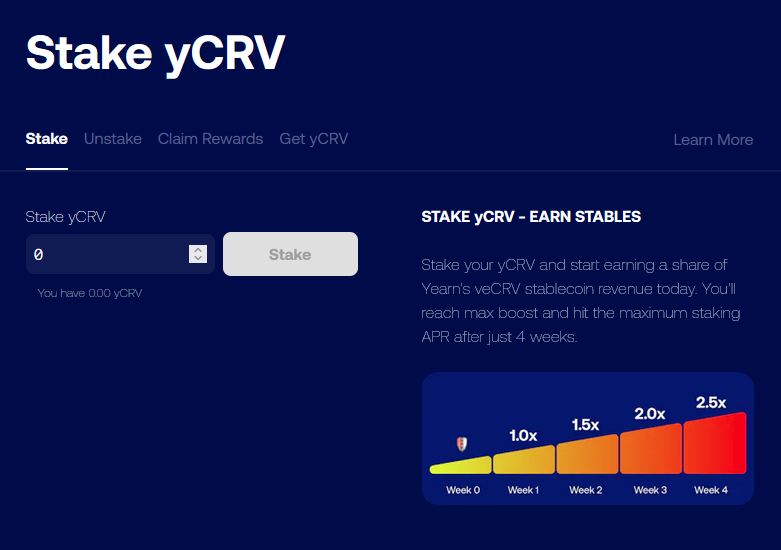 Stake yCRV
Stake Unstake Claim Rewards Get yCRV Learn More
Stake yCRV
0 Stake
You have 0.00 yCRV
STAKE yCRV - EARN STABLES
Stake your yCRV and start earning a share of
Yearn's veCRV stablecoin revenue today. You'll
reach max boost and hit the maximum staking
APR after just 4 weeks.
1.0x 1.5x 2.0x 2.5x
Week 0 Week 1 Week 2 Week 3 Week 4